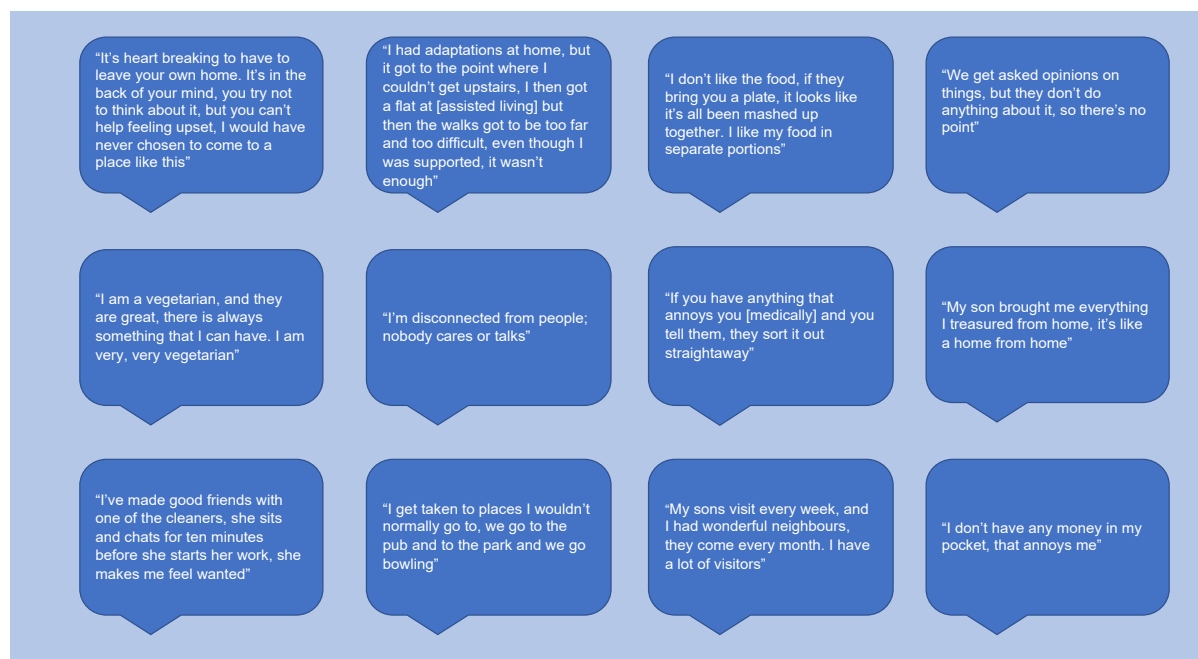 “It’s heart breaking to have to
leave your own home. It’s in the
back of your mind, you try not
to think about it, but you can’t
help feeling upset, I would have
never chosen to come to a
place like this”
“I had adaptations at home, but
it got to the point where I
couldn’t get upstairs, I then got
a flat at [assisted living] but
then the walks got to be too far
and too difficult, even though I
was supported, it wasn’t
enough”
“I don’t like the food, if they
bring you a plate, it looks like
it’s all been mashed up
together. I like my food in
separate portions”
“We get asked opinions on
things, but they don’t do
anything about it, so there’s no
point”
“I am a vegetarian, and they
are great, there is always
something that I can have. I am
very, very vegetarian”
“I’m disconnected from people;
nobody cares or talks”
“If you have anything that
annoys you [medically] and you
tell them, they sort it out
straightaway”
“My son brought me everything
I treasured from home, it’s like
a home from home”
“I’ve made good friends with
one of the cleaners, she sits
and chats for ten minutes
before she starts her work, she
makes me feel wanted”
“I get taken to places I wouldn’t
normally go to, we go to the
pub and to the park and we go
bowling”
“My sons visit every week, and
I had wonderful neighbours,
they come every month. I have
a lot of visitors”
“I don’t have any money in my
pocket, that annoys me”